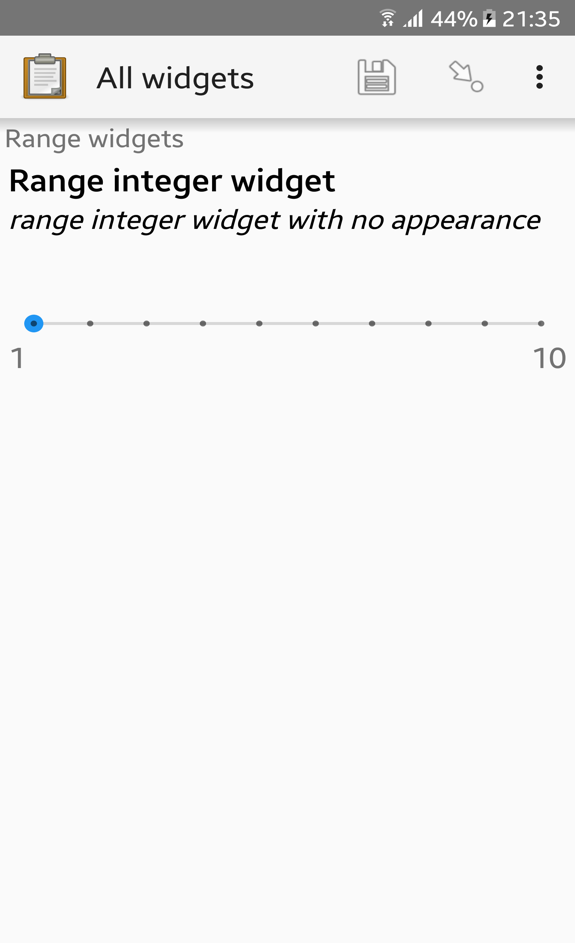 44% 21:35
All widgets
Range widgets
Range integer widget
range integer widget with no appearance
1 10